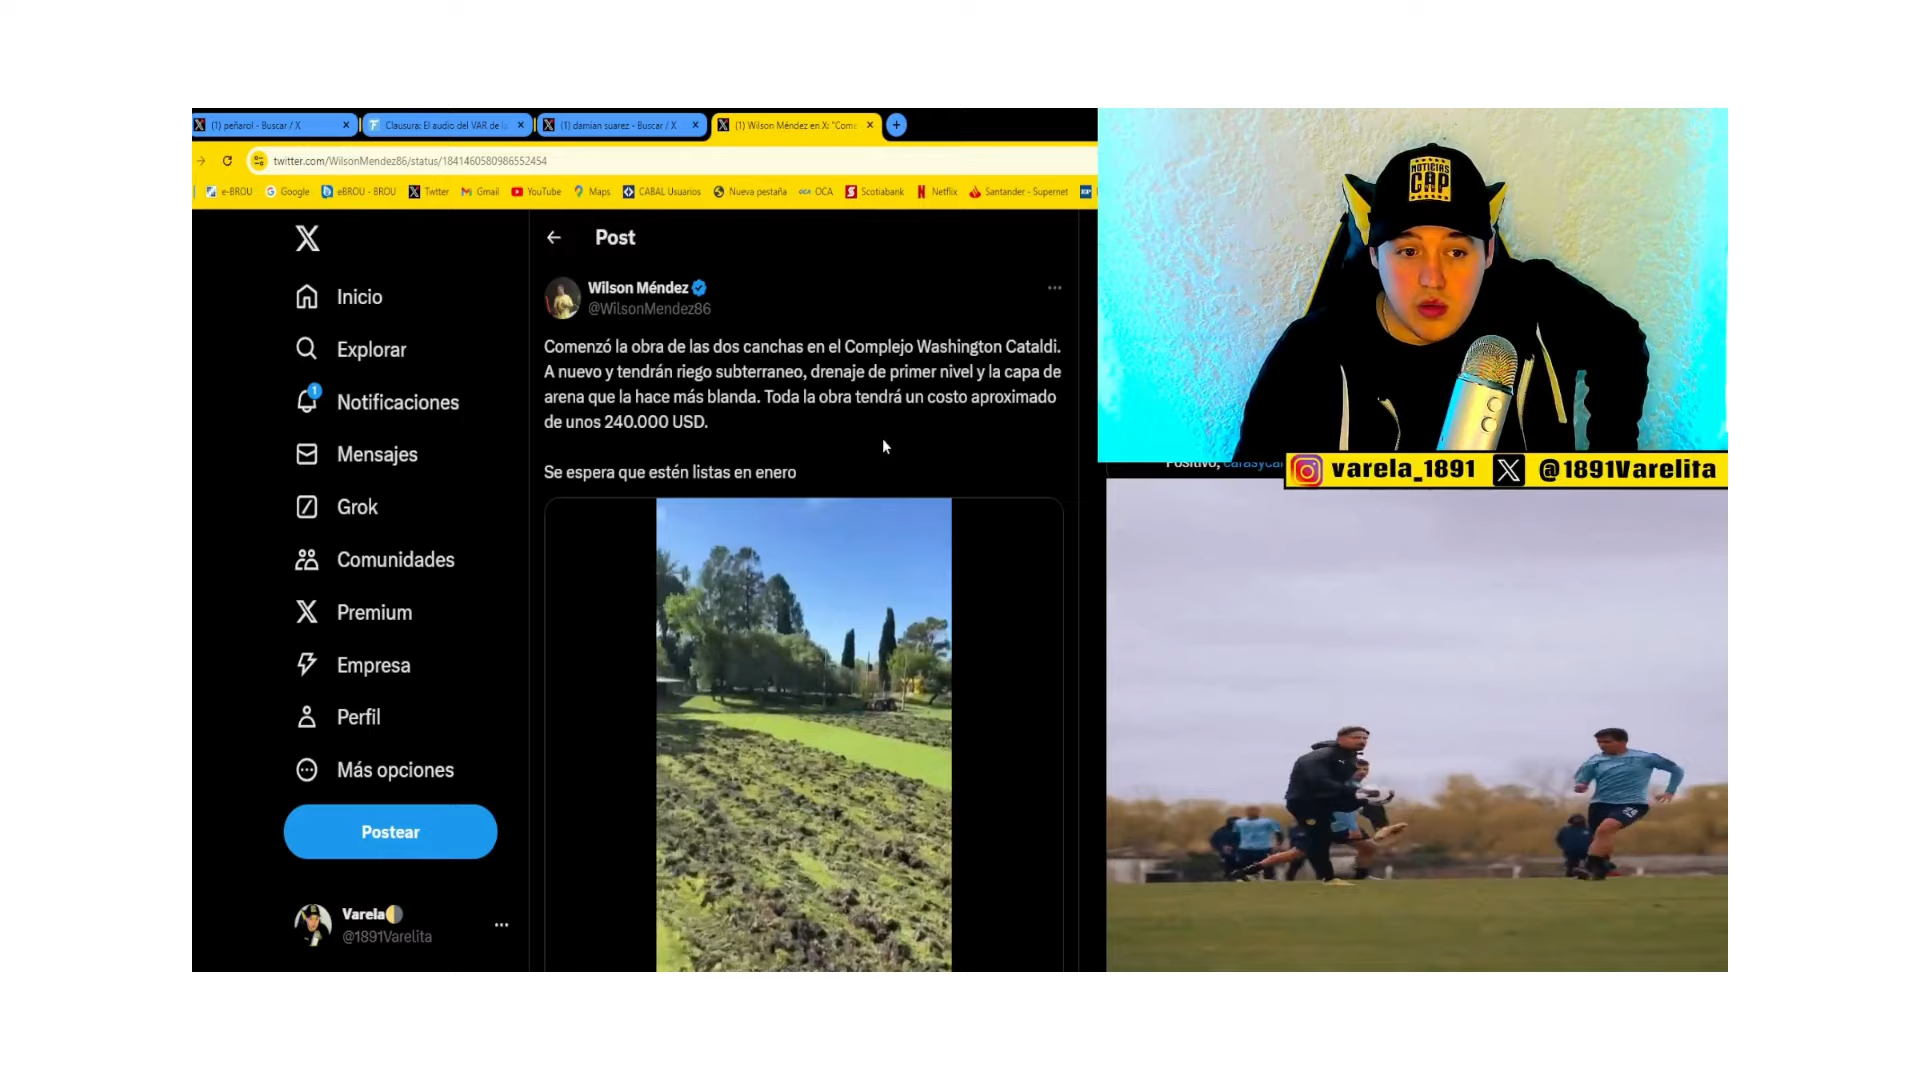 (1) peñarol - Buscar / X
Clausura: El audio del VAR de la
(1) damian suarez - Buscar / X
(1) Wilson Méndez en X: "Come
twitter.com/WilsonMendez86/status/1841460580986552454
e-BROU
Google
eBROU - BROU
Twtter
Gmail
YouTube
Maps
CABAL Usuarios
Nueva pestaña
OCA
Scotiabank
Netflix
Santander - Supernet
Inicio
Explorar
1
Notificaciones
Mensajes
Grok
Comunidades
Premium
Empresa
Perfil
Más opciones
Postear
Varela
@1891Varelita
Post
Wilson Méndez
@WilsonMendez86
Comenzó la obra de las dos canchas en el Complejo Washington Cataldi.
A nuevo y tendrán riego subterraneo, drenaje de primer nivel y la capa de
arena que la hace más blanda. Toda la obra tendrá un costo aproximado
de unos 240.000 USD.
Se espera que estén listas en enero
NOTICIAS
CAP
Positivo,
varela_1891 @1891Varelita